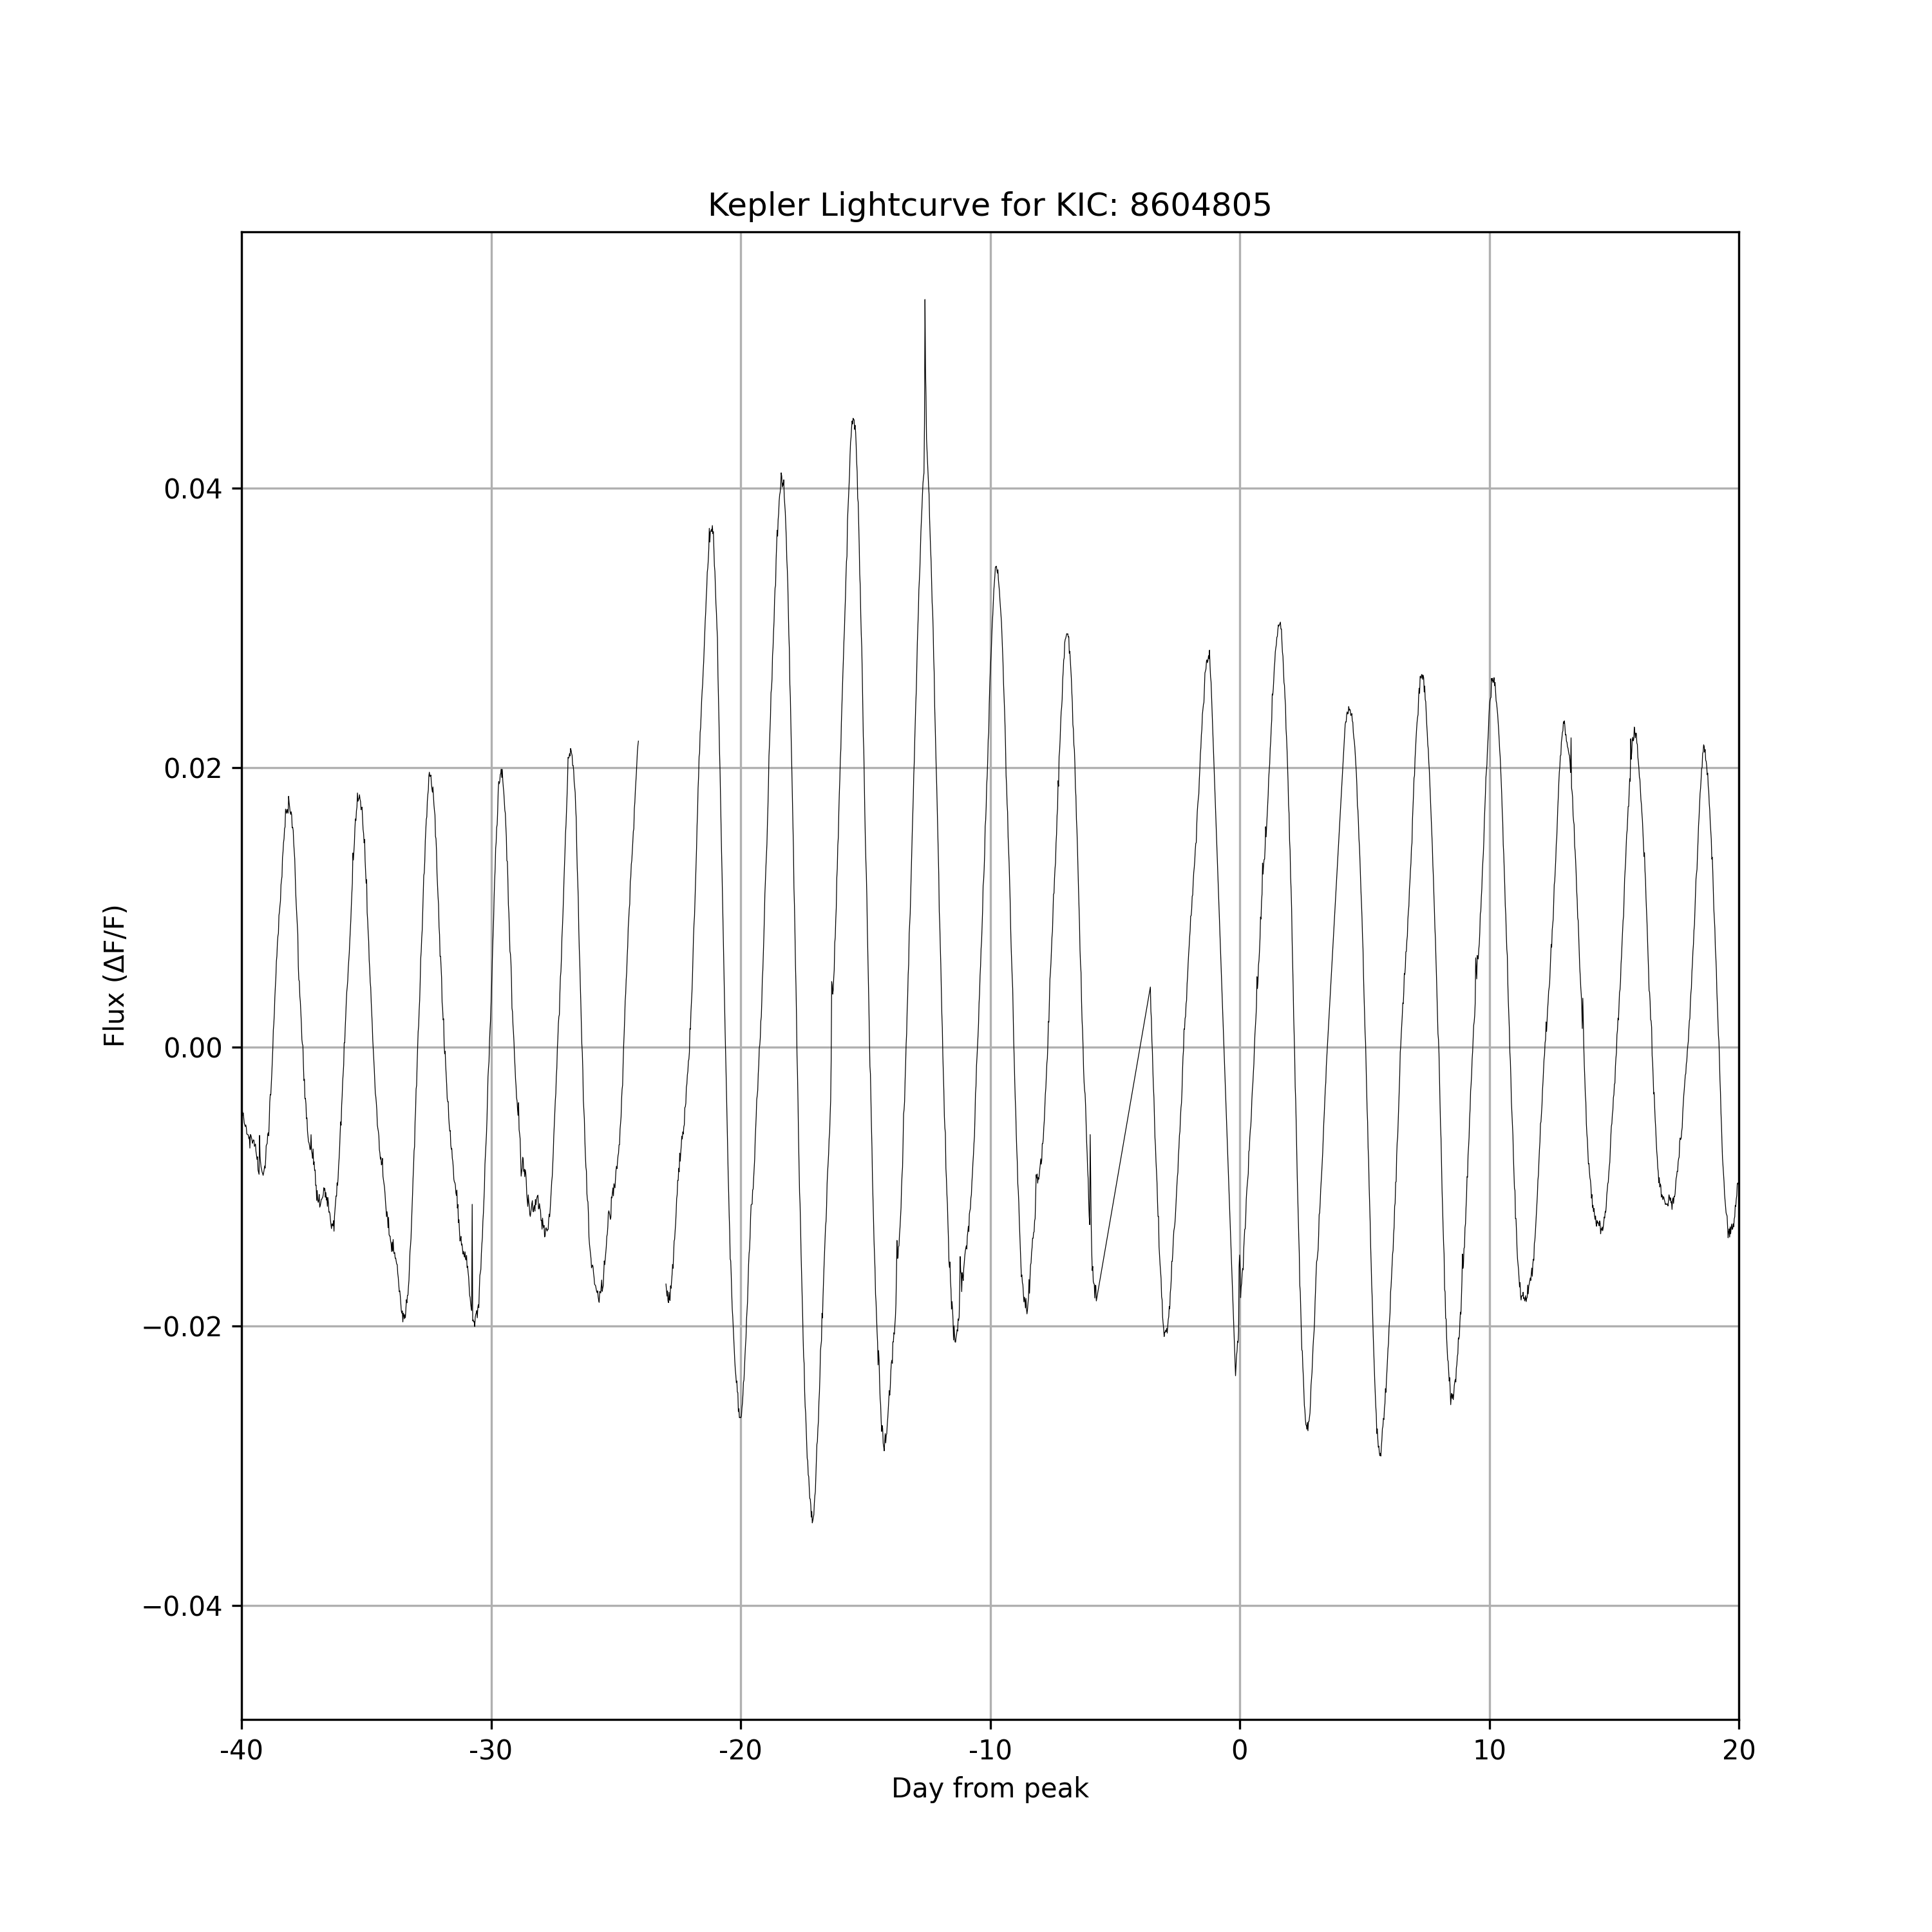 Kepler Lightcurve for KIC: 8604805
Flux (ΔF/F)
0.04
0.02
0.00
−0.02
−0.04
-40 -30 -20 -10 0 10 20
Day from peak